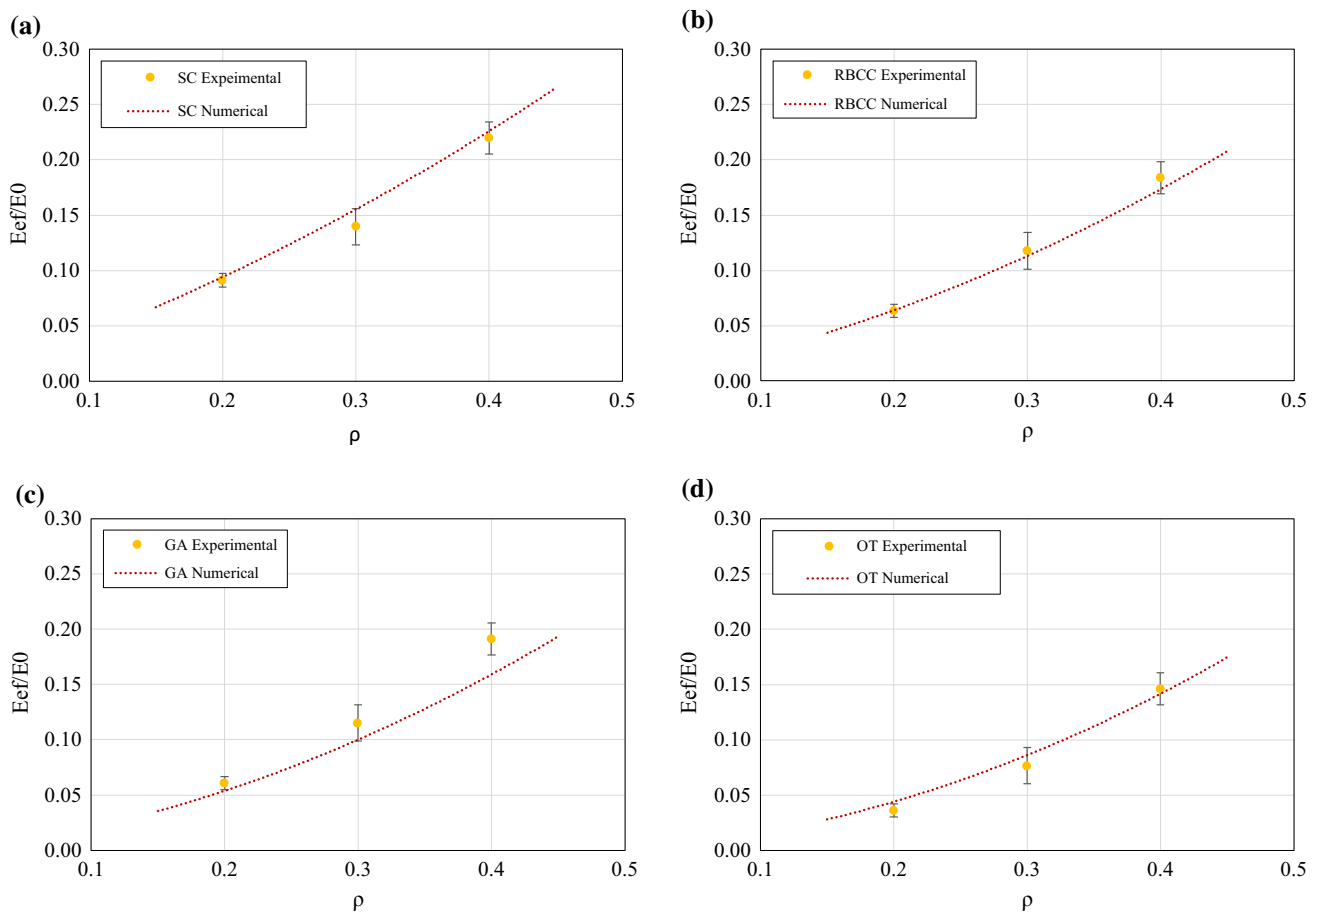 (a)
0.30
0.25
0.20
0.15
0.10
0.05
0.00
Eef/E0
SC Expeimental
SC Numerical
0.1 0.2 0.3 0.4 0.5
ρ
(b)
0.30
0.25
0.20
0.15
0.10
0.05
0.00
Eef/E0
RBCC Experimental
RBCC Numerical
0.1 0.2 0.3 0.4 0.5
ρ
(c)
0.30
0.25
0.20
0.15
0.10
0.05
0.00
Eef/E0
GA Experimental
GA Numerical
0.1 0.2 0.3 0.4 0.5
ρ
(d)
0.30
0.25
0.20
0.15
0.10
0.05
0.00
Eef/E0
OT Experimental
OT Numerical
0.1 0.2 0.3 0.4 0.5
ρ